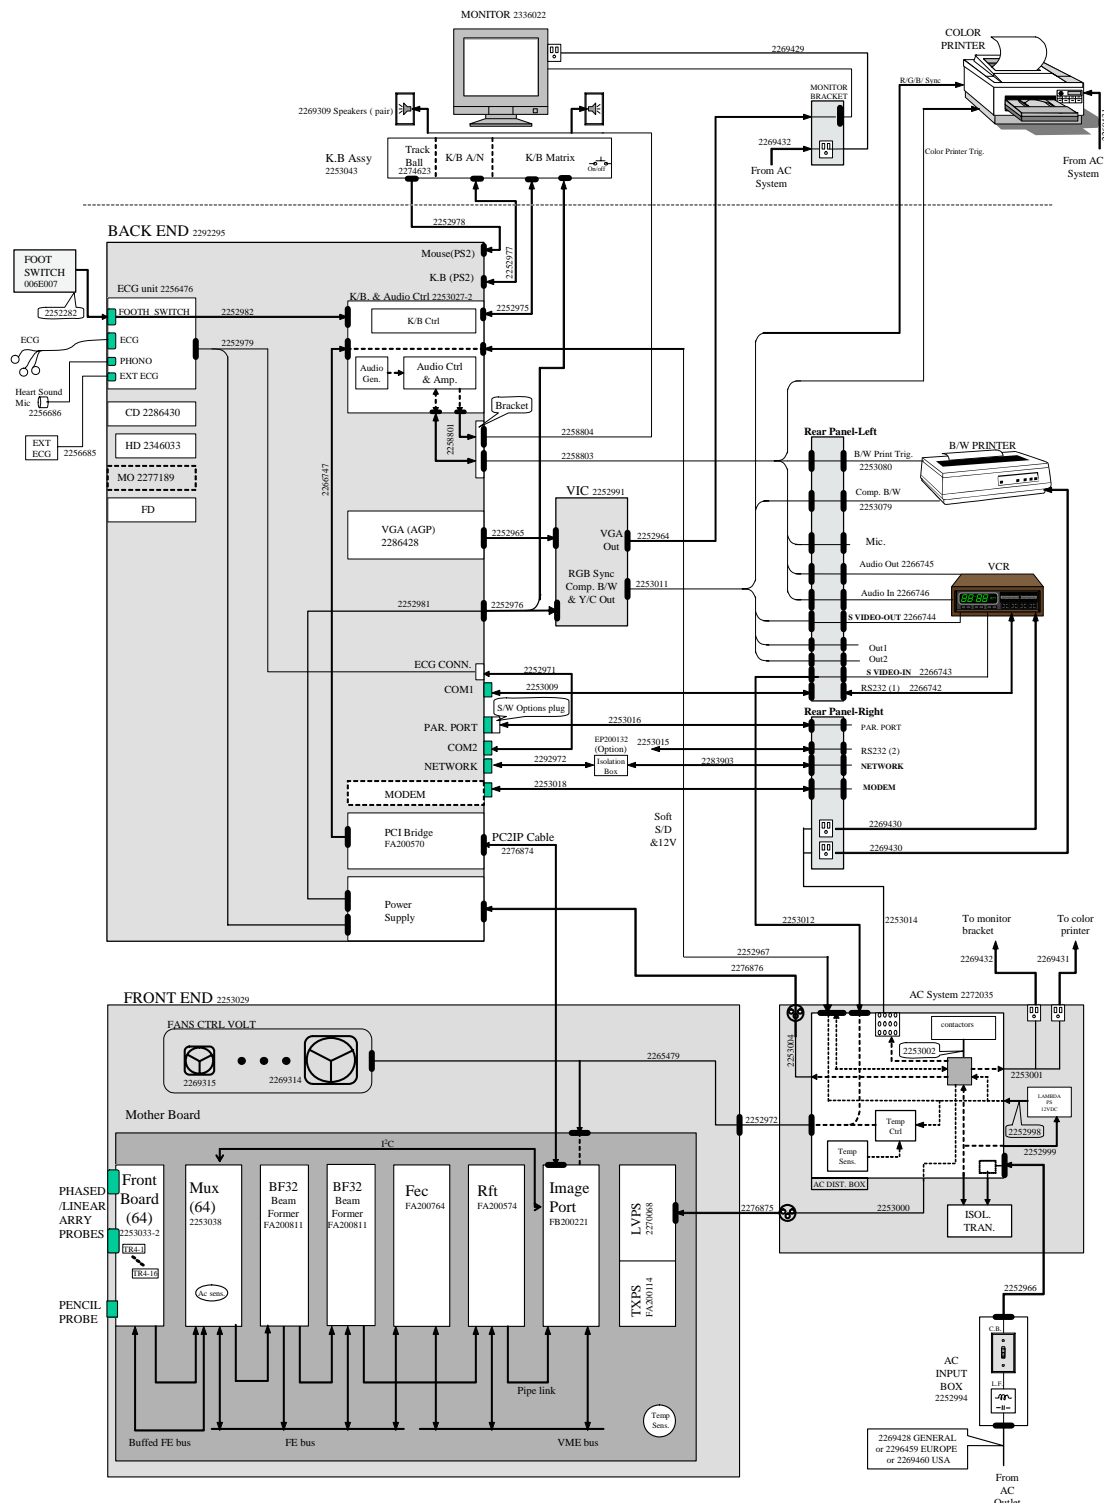 MONITOR 2336022
2269429
COLOR
PRINTER
R/G/B/ Sync
MONITOR
BRACKET
2269309 Speakers ( pair)
K.B Assy
2253043
Track
Ball
2274623
K/B A/N
K/B Matrix
On/off
2269432
From AC
System
Color Printer Trig.
From AC
System
BACK END 2292295
2252978
2252977
Mouse(PS2)
K.B (PS2)
FOOT
SWITCH
006E007
2252282
ECG unit 2256476
FOOTH SWITCH
ECG
PHONO
EXT ECG
ECG
Heart Sound
Mic
2256686
EXT
ECG
2256685
2252982
2252979
K/B. & Audio Ctrl 2253027-2
K/B Ctrl
2252975
Audio
Gen.
Audio Ctrl
& Amp.
Bracket
2258801
2258804
2258803
CD 2286430
HD 2346033
MO 2277189
FD
2266747
VGA (AGP)
2286428
2252965
VIC 2252991
VGA
Out
RGB Sync
Comp. B/W
& Y/C Out
2252964
2253011
2252981
2252976
Rear Panel-Left
B/W Print Trig.
2253080
Comp. B/W
2253079
Mic.
Audio Out 2266745
Audio In 2266746
S VIDEO-OUT 2266744
Out1
Out2
S VIDEO-IN 2266743
RS232 (1) 2266742
B/W PRINTER
VCR
ECG CONN.
2252971
COM1
2253009
S/W Options plug
PAR. PORT
2253016
COM2
EP200132
(Option)
2253015
NETWORK
2292972
Isolation
Box
2283903
MODEM
2253018
Rear Panel-Right
PAR. PORT
RS232 (2)
NETWORK
MODEM
2269430
2269430
Soft
S/D
&12V
PCI Bridge
FA200570
PC2IP Cable
2276874
Power
Supply
2253012
2253014
2252967
2276876
To monitor
bracket
2269432
To color
printer
2269431
FRONT END 2253029
FANS CTRL VOLT
2269315
2269314
2265479
2252972
AC System 2272035
contactors
2253002
2253004
2253001
LAMBDA
PS
12VDC
2252998
2252999
Temp
Ctrl
Temp
Sens.
AC DIST. BOX
ISOL.
TRAN.
2253000
2276875
Mother Board
I²C
PHASED
/LINEAR
ARRY
PROBES
PENCIL
PROBE
Front
Board
(64)
2253033-2
TR4-1
TR4-16
Mux
(64)
2253038
Ac sens.
BF32
Beam
Former
FA200811
BF32
Beam
Former
FA200811
Fec
FA200764
Rft
FA200574
Image
Port
FB200221
LVPS
2270068
TXPS
FA200114
Pipe link
Buffed FE bus
FE bus
VME bus
Temp
Sens.
2252966
AC
INPUT
BOX
2252994
C.B.
L.F.
2269428 GENERAL
or 2296459 EUROPE
or 2269460 USA
From
AC
Outlet